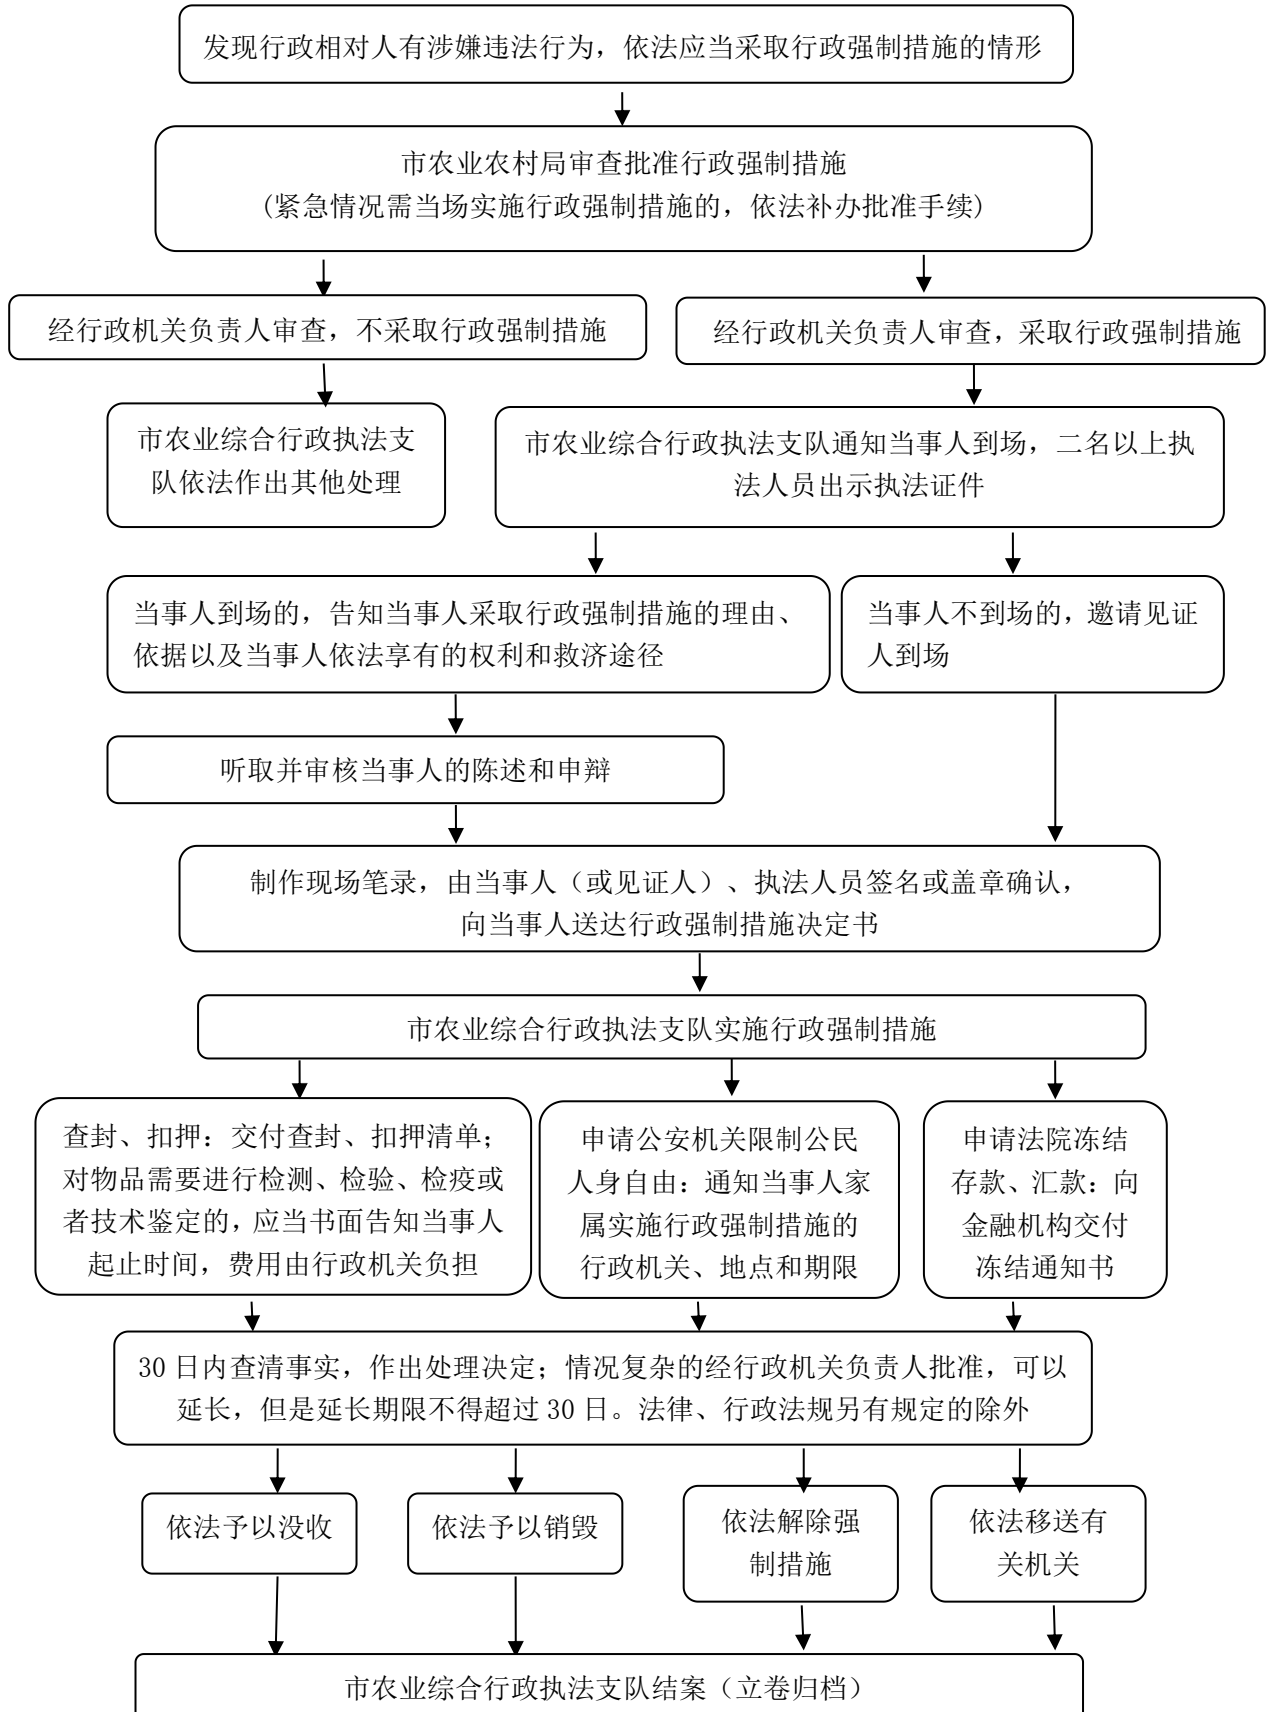 发现行政相对人有涉嫌违法行为，依法应当采取行政强制措施的情形
市农业农村局审查批准行政强制措施
(紧急情况需当场实施行政强制措施的，依法补办批准手续)
经行政机关负责人审查，不采取行政强制措施
经行政机关负责人审查，采取行政强制措施
市农业综合行政执法支
队依法作出其他处理
市农业综合行政执法支队通知当事人到场，二名以上执
法人员出示执法证件
当事人到场的，告知当事人采取行政强制措施的理由、
依据以及当事人依法享有的权利和救济途径
当事人不到场的，邀请见证
人到场
听取并审核当事人的陈述和申辩
制作现场笔录，由当事人（或见证人）、执法人员签名或盖章确认，
向当事人送达行政强制措施决定书
市农业综合行政执法支队实施行政强制措施
查封、扣押：交付查封、扣押清单；
对物品需要进行检测、检验、检疫或
者技术鉴定的，应当书面告知当事人
起止时间，费用由行政机关负担
申请公安机关限制公民
人身自由：通知当事人家
属实施行政强制措施的
行政机关、地点和期限
申请法院冻结
存款、汇款：向
金融机构交付
冻结通知书
30 日内查清事实，作出处理决定；情况复杂的经行政机关负责人批准，可以
延长，但是延长期限不得超过 30 日。法律、行政法规另有规定的除外
依法予以没收
依法予以销毁
依法解除强
制措施
依法移送有
关机关
市农业综合行政执法支队结案（立卷归档）